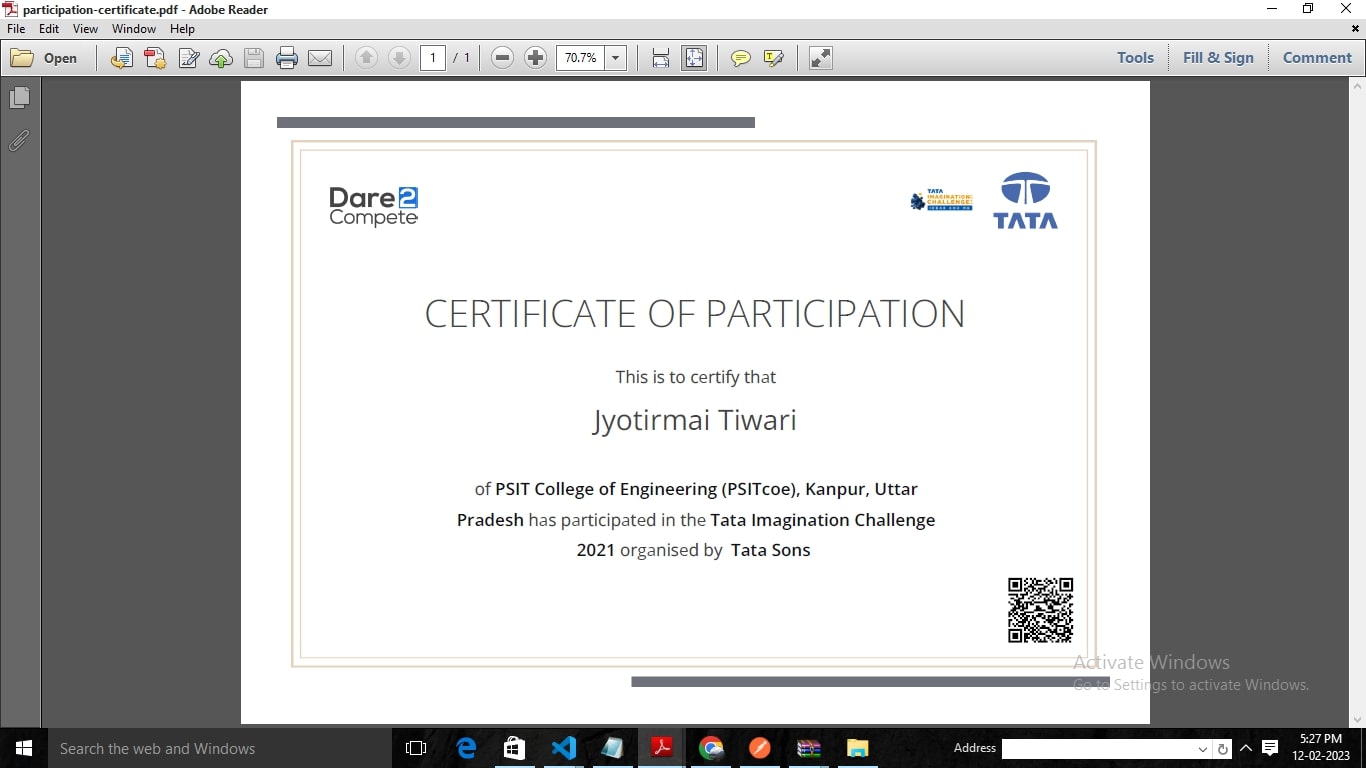 participation-certificate.pdf - Adobe Reader
File Edit View Window Help
Open 1 / 1 70.7% Tools Fill & Sign Comment
Dare2
Compete
TATA
IMAGINATION
CHALLENGE
TATA
CERTIFICATE OF PARTICIPATION
This is to certify that
Jyotirmai Tiwari
of PSIT College of Engineering (PSITcoe), Kanpur, Uttar
Pradesh has participated in the Tata Imagination Challenge
2021 organised by Tata Sons
Activate Windows
Go to Settings to activate Windows.
Search the web and Windows
Address
5:27 PM
12-02-2023